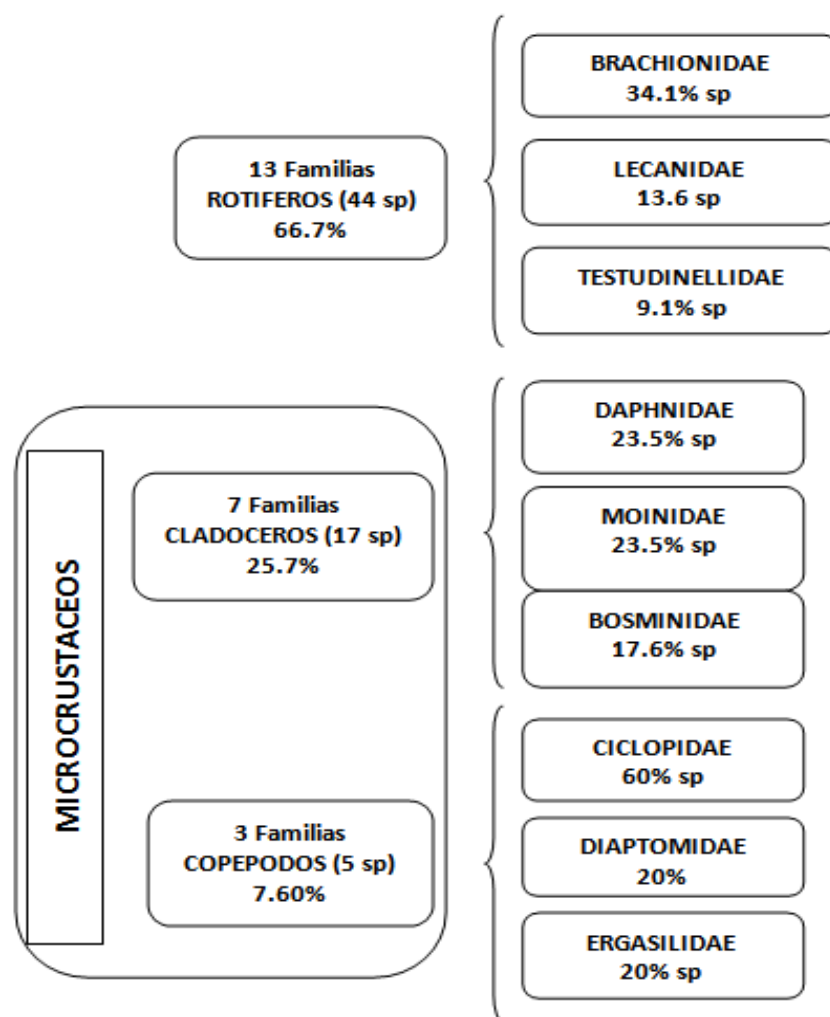 13 Familias
ROTIFEROS (44 sp)
66.7%
BRACHIONIDAE
34.1% sp
LECANIDAE
13.6 sp
TESTUDINELLIDAE
9.1% sp
MICROCRUSTACEOS
7 Familias
CLADOCEROS (17 sp)
25.7%
DAPHNIDAE
23.5% sp
MOINIDAE
23.5% sp
BOSMINIDAE
17.6% sp
3 Familias
COPEPODOS (5 sp)
7.60%
CICLOPIDAE
60% sp
DIAPTOMIDAE
20%
ERGASILIDAE
20% sp